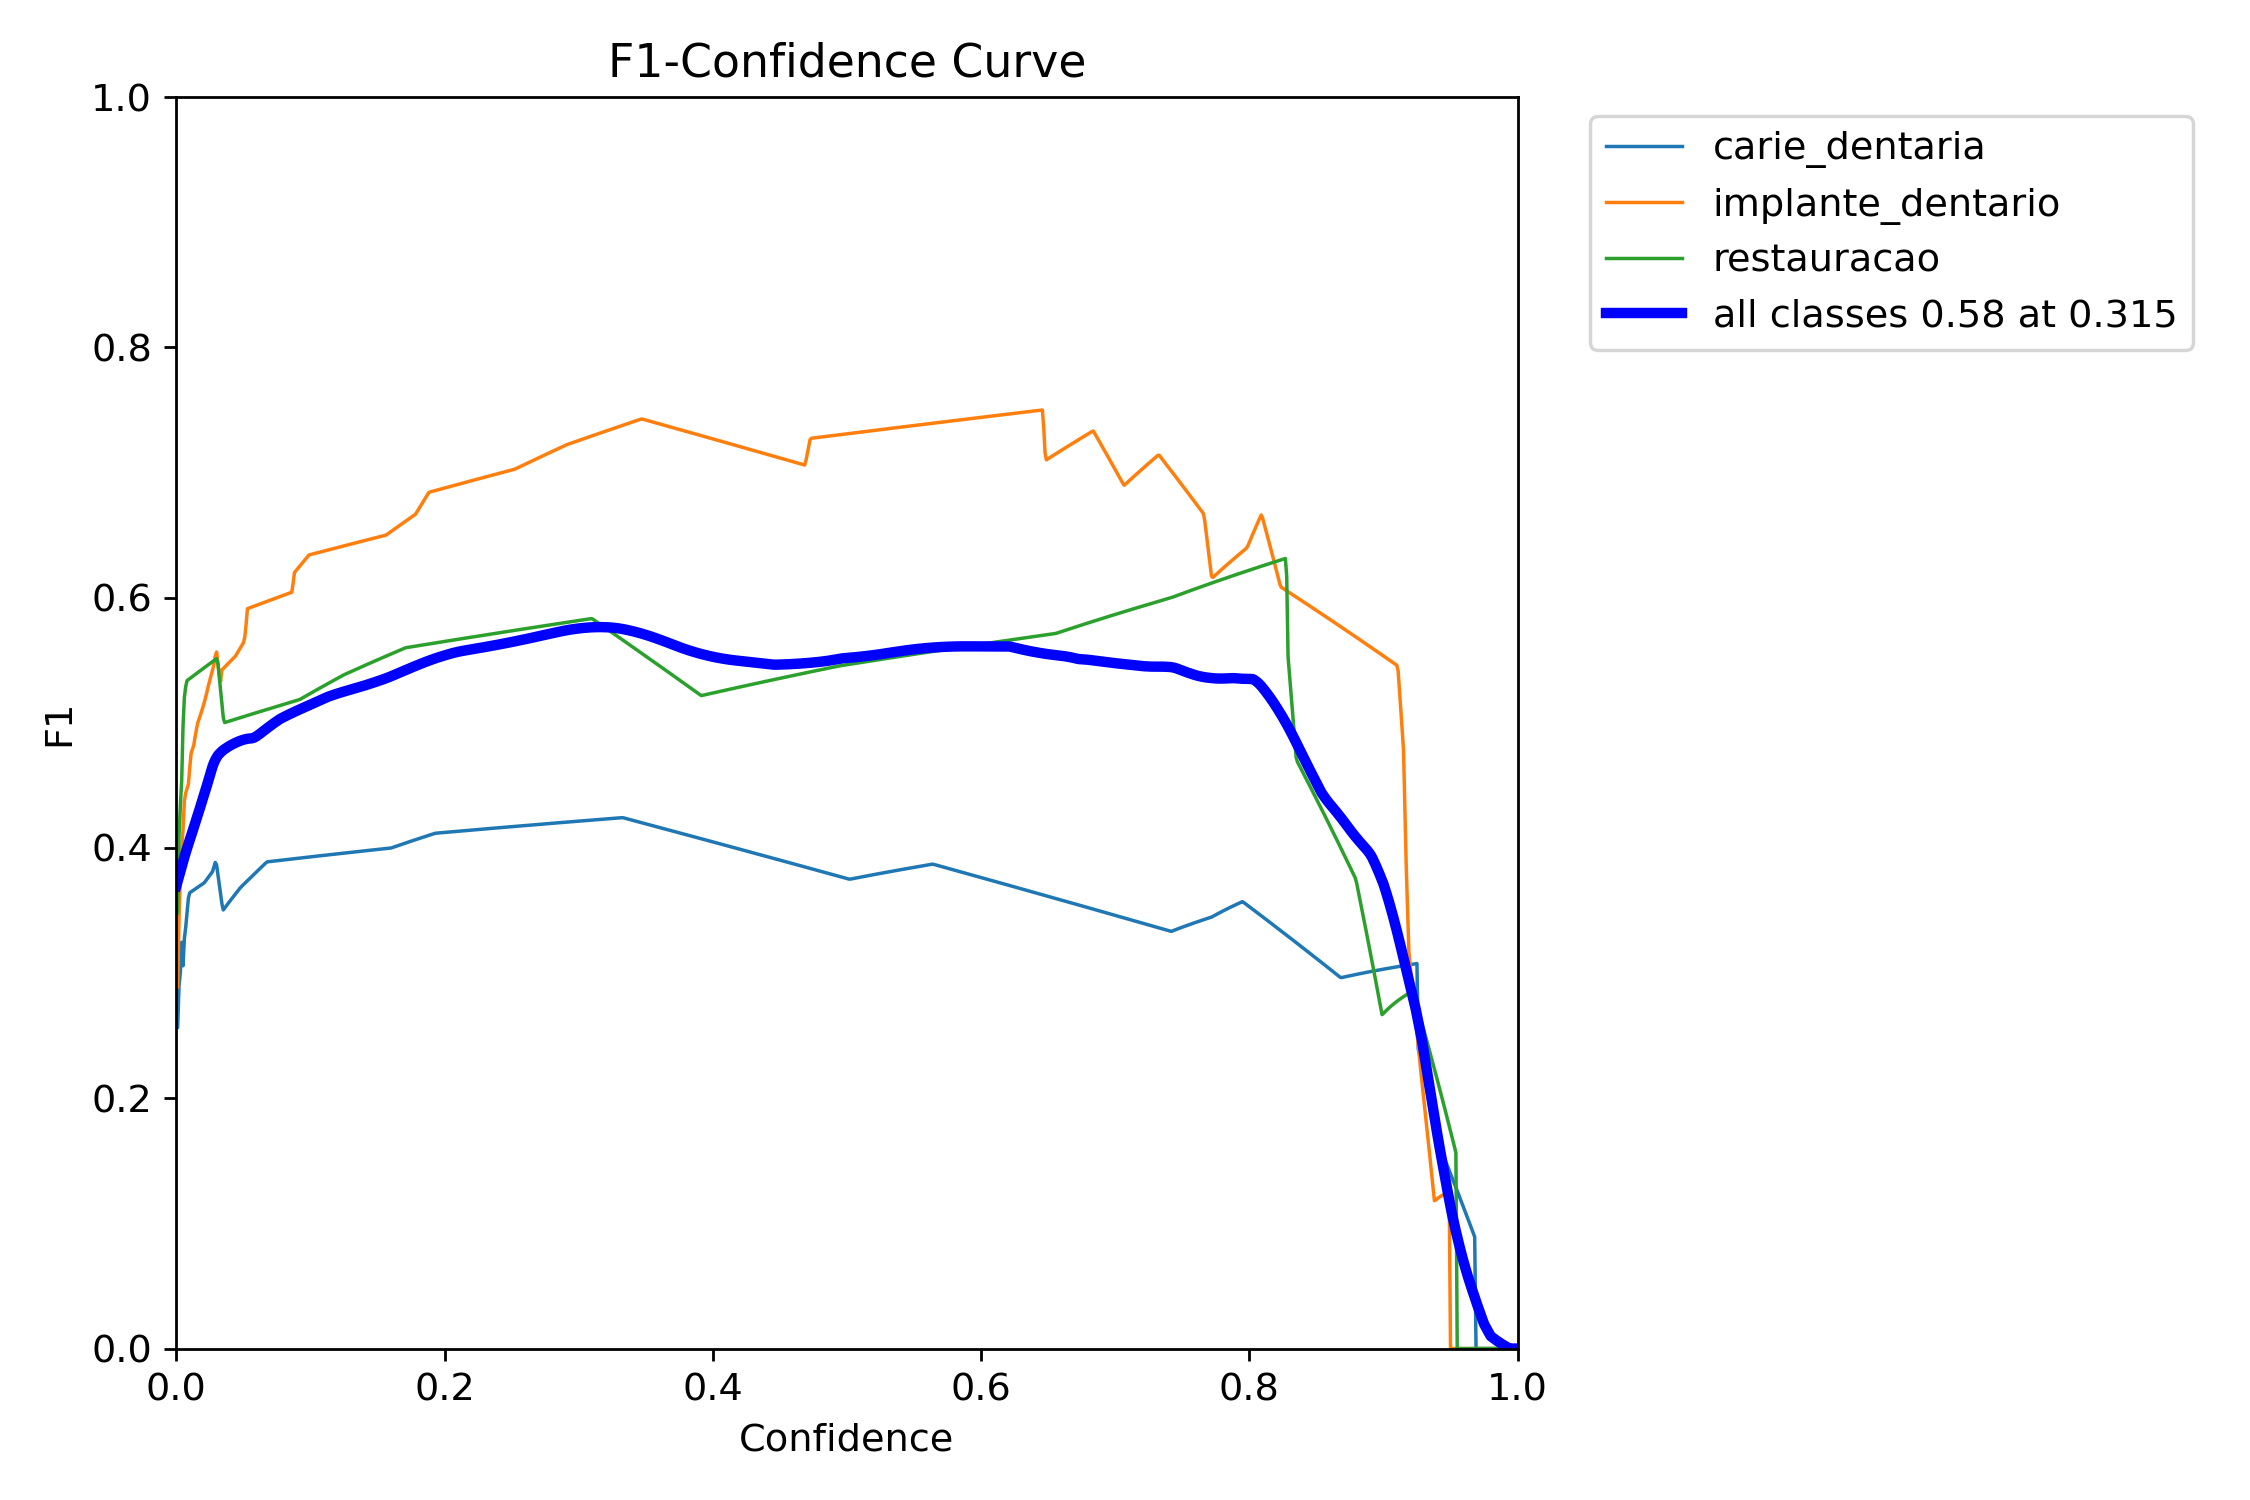 F1-Confidence Curve
1.0
0.8
0.6
0.4
0.2
0.0
F1
0.0 0.2 0.4 0.6 0.8 1.0
Confidence
carie_dentaria
implante_dentario
restauracao
all classes 0.58 at 0.315